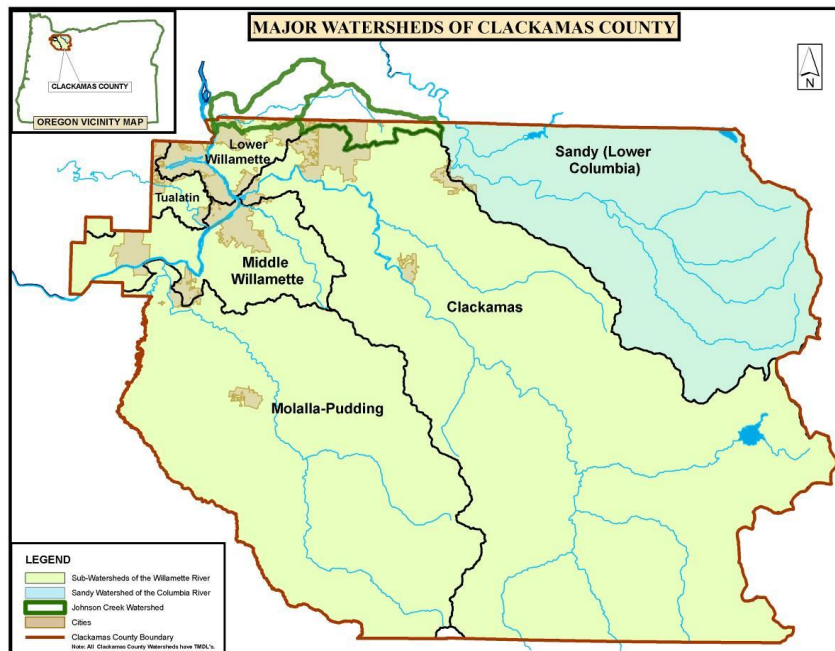 MAJOR WATERSHEDS OF CLACKAMAS COUNTY
CLACKAMAS COUNTY
OREGON VICINITY MAP
N
Lower
Willamette
Sandy (Lower
Columbia)
Tualatin
Middle
Willamette
Clackamas
Molalla-Pudding
LEGEND
Sub-Watersheds of the Willamette River
Sandy Watershed of the Columbia River
Johnson Creek Watershed
Cities
Clackamas County Boundary
Note: All Clackamas County Watersheds have TMDL's.